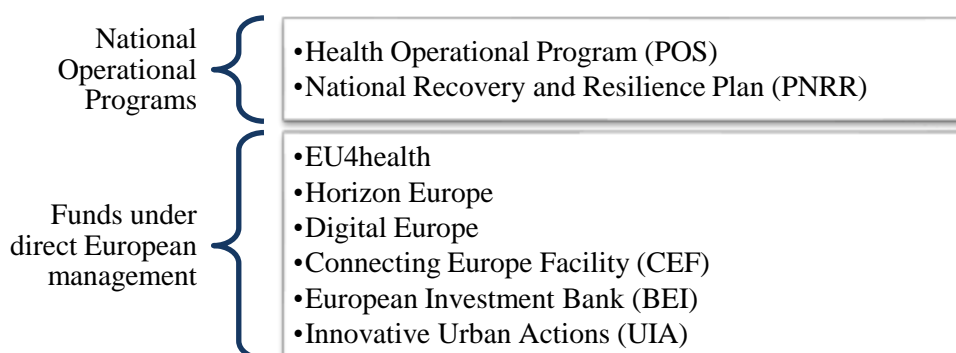 National
Operational
Programs
•Health Operational Program (POS)
•National Recovery and Resilience Plan (PNRR)
Funds under
direct European
management
•EU4health
•Horizon Europe
•Digital Europe
•Connecting Europe Facility (CEF)
•European Investment Bank (BEI)
•Innovative Urban Actions (UIA)